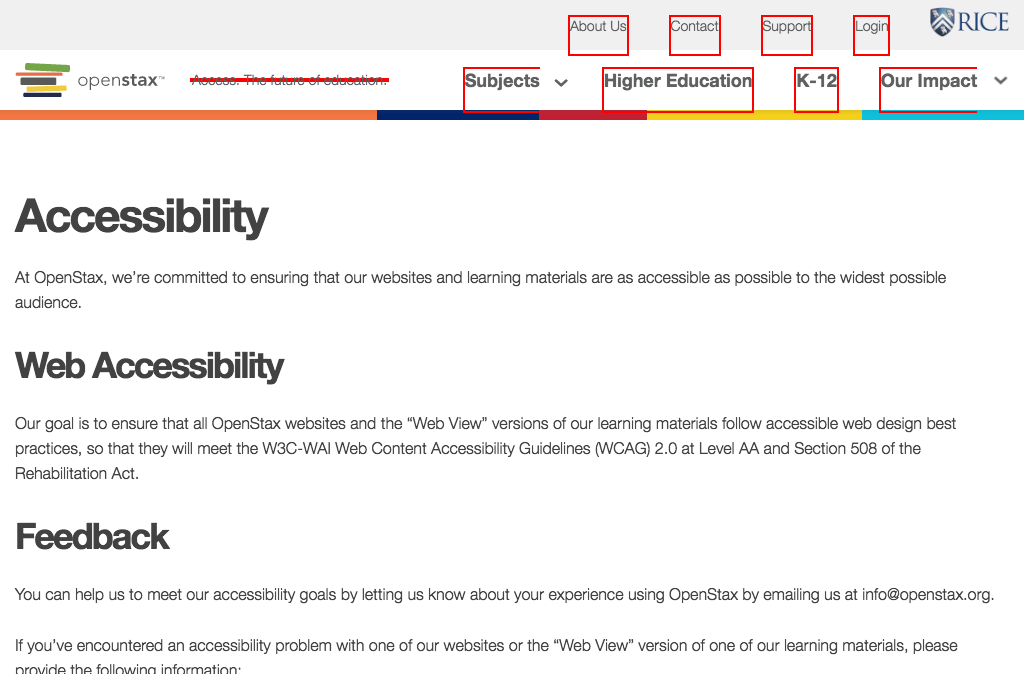 About Us Contact Support Login RICE
openstax™ Access. The future of education. Subjects Higher Education K-12 Our Impact
Accessibility
At OpenStax, we’re committed to ensuring that our websites and learning materials are as accessible as possible to the widest possible
audience.
Web Accessibility
Our goal is to ensure that all OpenStax websites and the “Web View” versions of our learning materials follow accessible web design best
practices, so that they will meet the W3C-WAI Web Content Accessibility Guidelines (WCAG) 2.0 at Level AA and Section 508 of the
Rehabilitation Act.
Feedback
You can help us to meet our accessibility goals by letting us know about your experience using OpenStax by emailing us at info@openstax.org.
If you’ve encountered an accessibility problem with one of our websites or the “Web View” version of one of our learning materials, please
provide the following information: